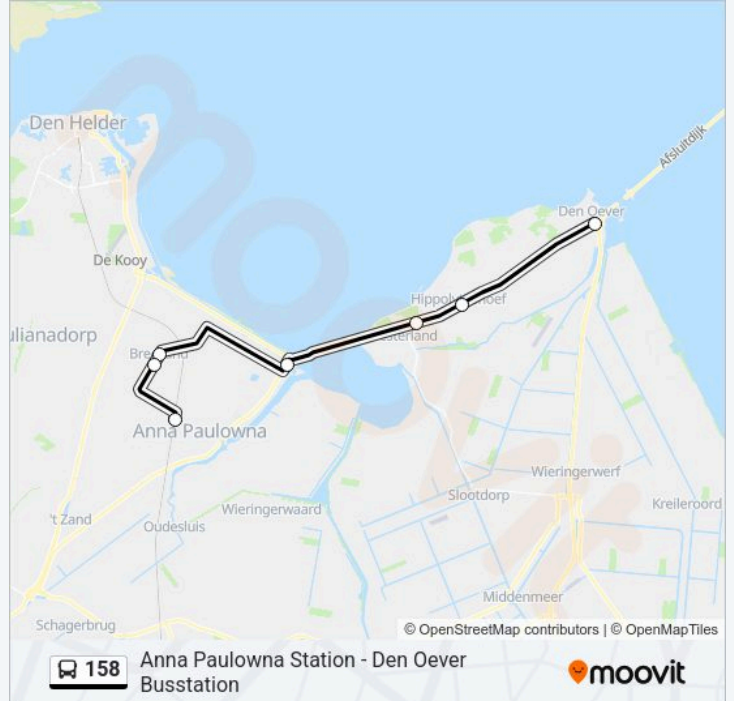 Den Helder
Afsluitdijk
Den Oever
De Kooy
ulianadorp
Anna Paulowna
Wieringerwerf
Slootdorp
Kreileroord
't Zand
Wieringerwaard
Oudesluis
Middenmeer
Schagerbrug
© OpenStreetMap contributors | © OpenMapTiles
158
Anna Paulowna Station - Den Oever
Busstation
moovit